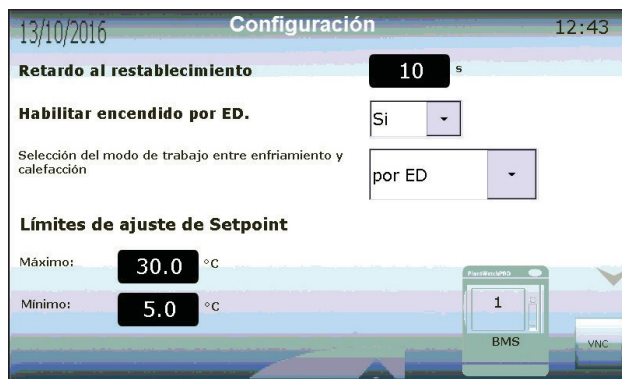 13/10/2016 Configuración 12:43
Retardo al restablecimiento 10 s
Habilitar encendido por ED. Si
Selección del modo de trabajo entre enfriamiento y
calefacción
por ED
Límites de ajuste de Setpoint
Máximo: 30.0 °C
Mínimo: 5.0 °C
PlantWatchPRO
1
BMS
VNC